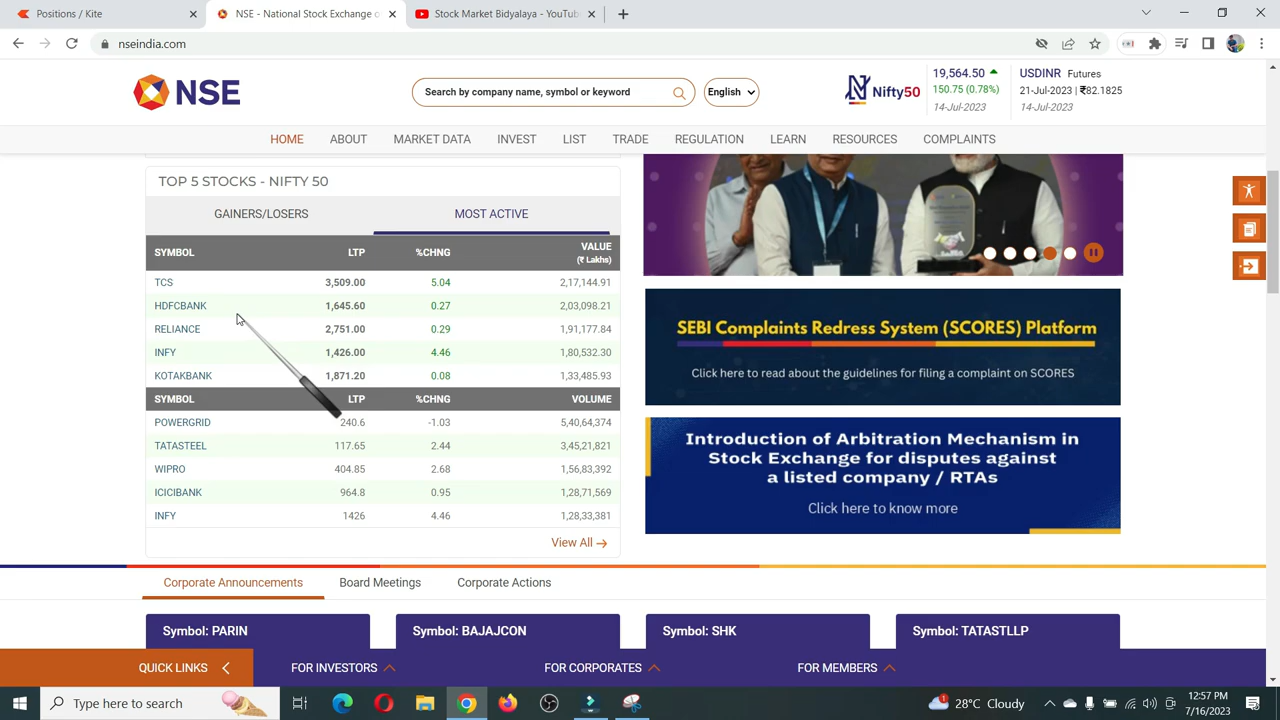 Positions / Kite
NSE - National Stock Exchange o
Stock Market Bidyalaya - YouTub
nseindia.com
NSE
Search by company name, symbol or keyword
English
Nifty50
19,564.50
150.75 (0.78%)
14-Jul-2023
USDINR Futures
21-Jul-2023 | ₹82.1825
14-Jul-2023
HOME ABOUT MARKET DATA INVEST LIST TRADE REGULATION LEARN RESOURCES COMPLAINTS
TOP 5 STOCKS - NIFTY 50
GAINERS/LOSERS MOST ACTIVE
SYMBOL LTP %CHNG VALUE (₹ Lakhs)
TCS 3,509.00 5.04 2,17,144.91
HDFCBANK 1,645.60 0.27 2,03,098.21
RELIANCE 2,751.00 0.29 1,91,177.84
INFY 1,426.00 4.46 1,80,532.30
KOTAKBANK 1,871.20 0.08 1,33,485.93
SYMBOL LTP %CHNG VOLUME
POWERGRID 240.6 -1.03 5,40,64,374
TATASTEEL 117.65 2.44 3,45,21,821
WIPRO 404.85 2.68 1,56,83,392
ICICIBANK 964.8 0.95 1,28,71,569
INFY 1426 4.46 1,28,33,381
View All
SEBI Complaints Redress System (SCORES) Platform
Click here to read about the guidelines for filing a complaint on SCORES
Introduction of Arbitration Mechanism in
Stock Exchange for disputes against
a listed company / RTAs
Click here to know more
Corporate Announcements Board Meetings Corporate Actions
Symbol: PARIN Symbol: BAJAJCON Symbol: SHK Symbol: TATASTLLP
QUICK LINKS FOR INVESTORS FOR CORPORATES FOR MEMBERS
Type here to search
28°C Cloudy
12:57 PM
7/16/2023